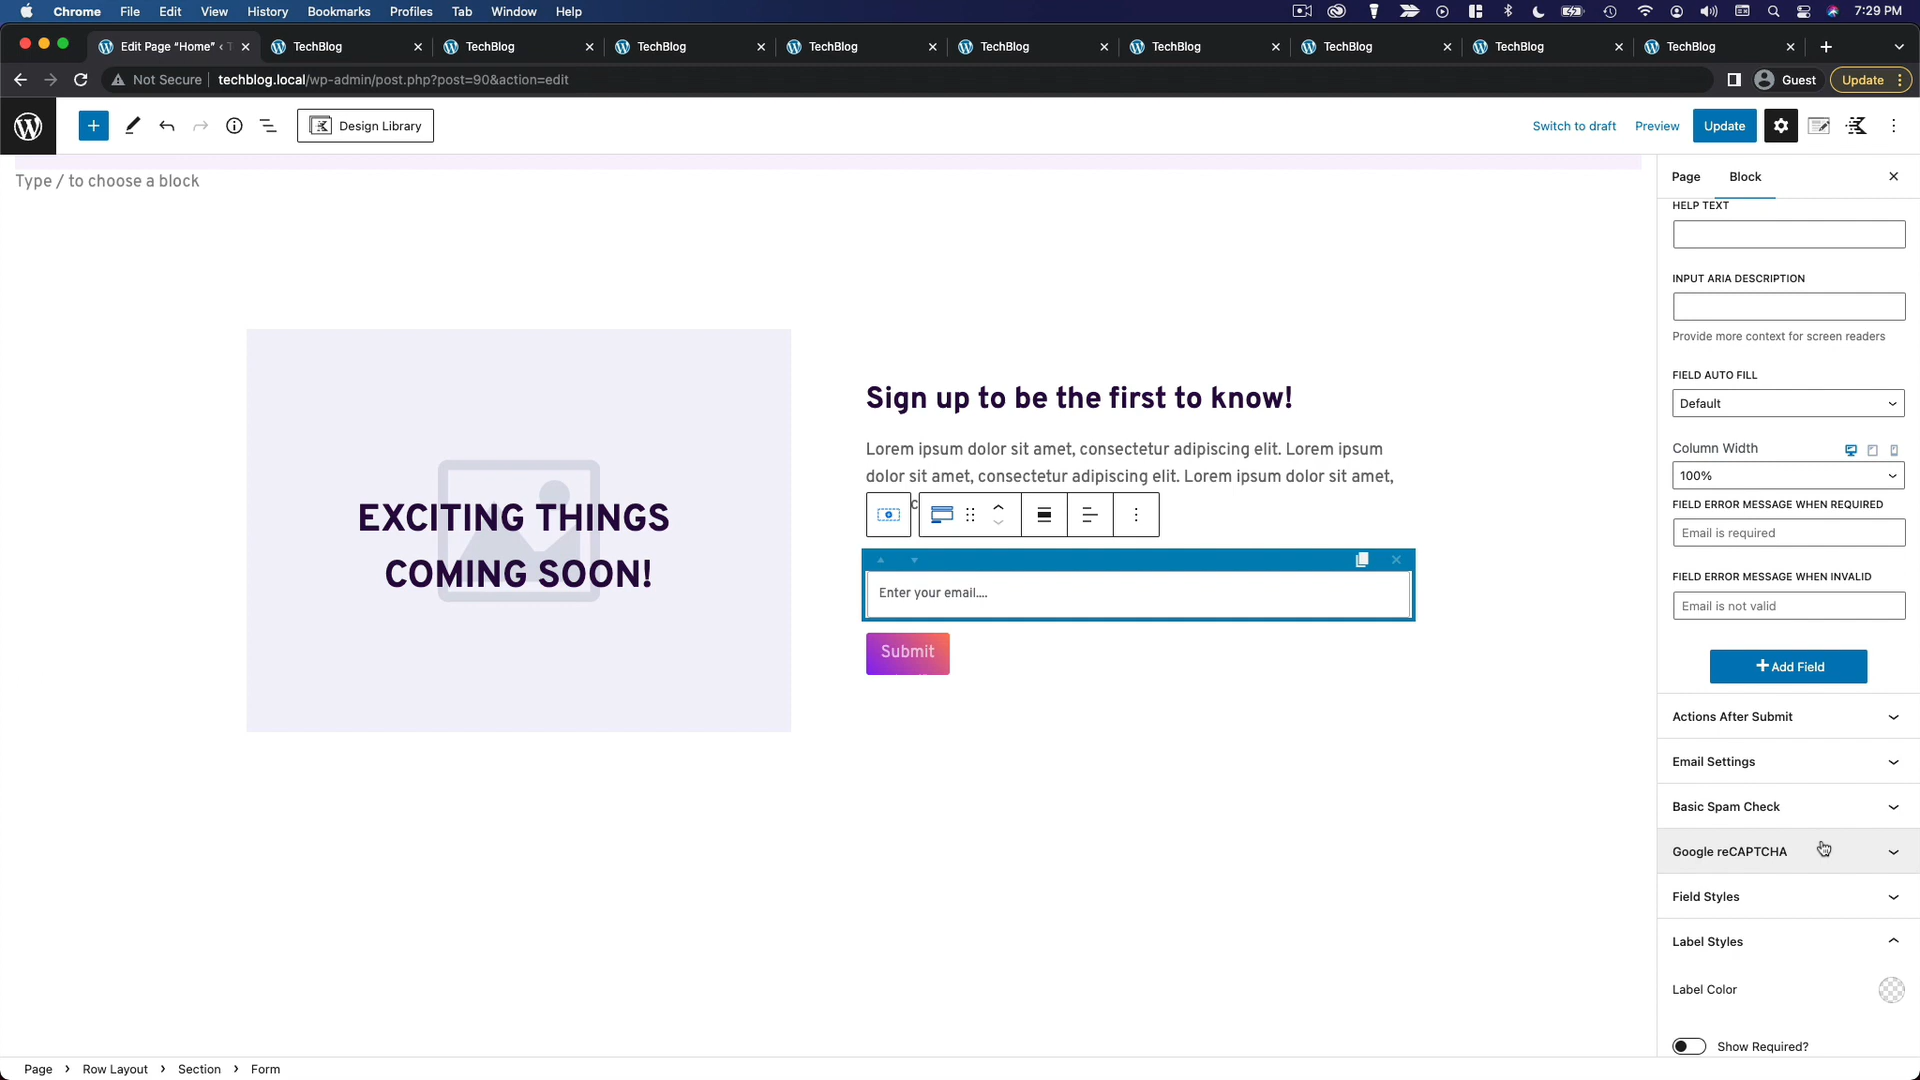 Chrome File Edit View History Bookmarks Profiles Tab Window Help 7:29 PM
Edit Page “Home” ‹ T TechBlog TechBlog TechBlog TechBlog TechBlog TechBlog TechBlog TechBlog TechBlog
Not Secure techblog.local/wp-admin/post.php?post=90&action=edit Guest Update
Design Library Switch to draft Preview Update
Type / to choose a block
Page Block
HELP TEXT
INPUT ARIA DESCRIPTION
Provide more context for screen readers
FIELD AUTO FILL
Default
Column Width
100%
FIELD ERROR MESSAGE WHEN REQUIRED
Email is required
FIELD ERROR MESSAGE WHEN INVALID
Email is not valid
Add Field
Actions After Submit
Email Settings
Basic Spam Check
Google reCAPTCHA
Field Styles
Label Styles
Label Color
Show Required?
EXCITING THINGS
COMING SOON!
Sign up to be the first to know!
Lorem ipsum dolor sit amet, consectetur adipiscing elit. Lorem ipsum
dolor sit amet, consectetur adipiscing elit. Lorem ipsum dolor sit amet,
Enter your email....
Submit
Page Row Layout Section Form